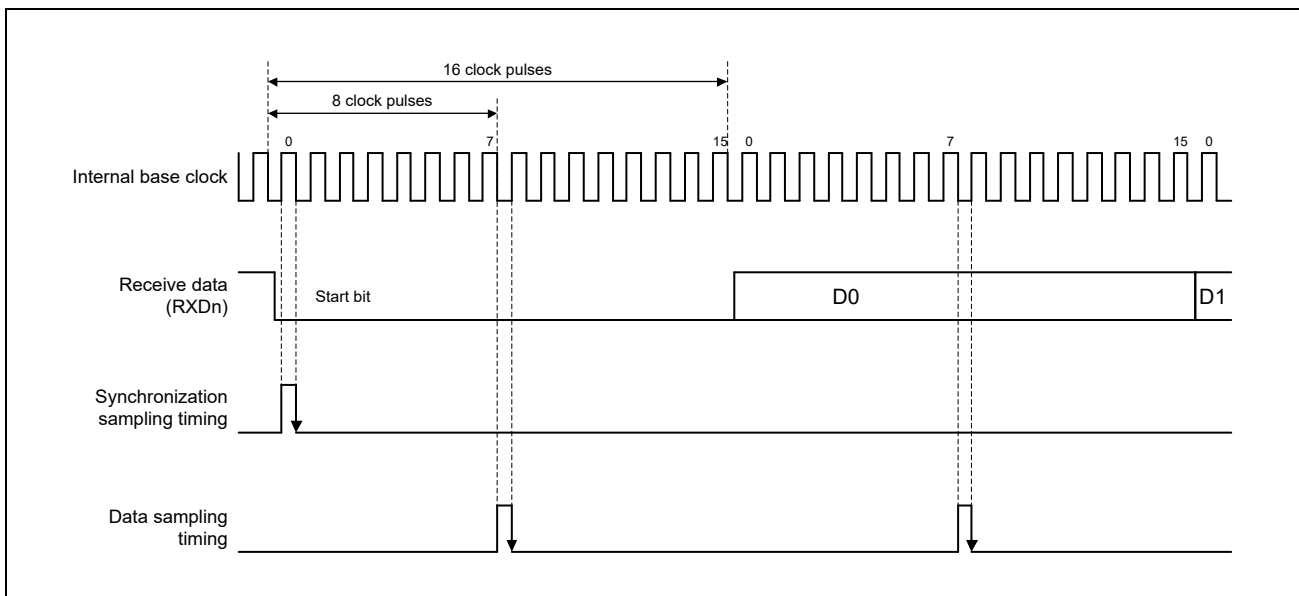 16 clock pulses
8 clock pulses
0 7 15 0 7 15 0
Internal base clock
Receive data
(RXDn)
Start bit
D0
D1
Synchronization
sampling timing
Data sampling
timing